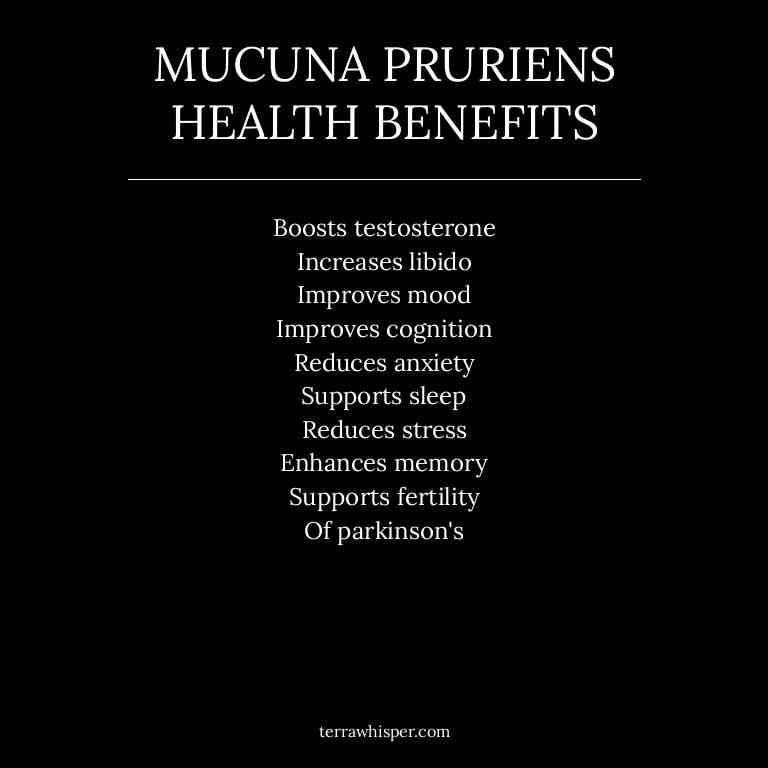 MUCUNA PRURIENS
HEALTH BENEFITS
Boosts testosterone
Increases libido
Improves mood
Improves cognition
Reduces anxiety
Supports sleep
Reduces stress
Enhances memory
Supports fertility
Of parkinson's
terrawhisper.com